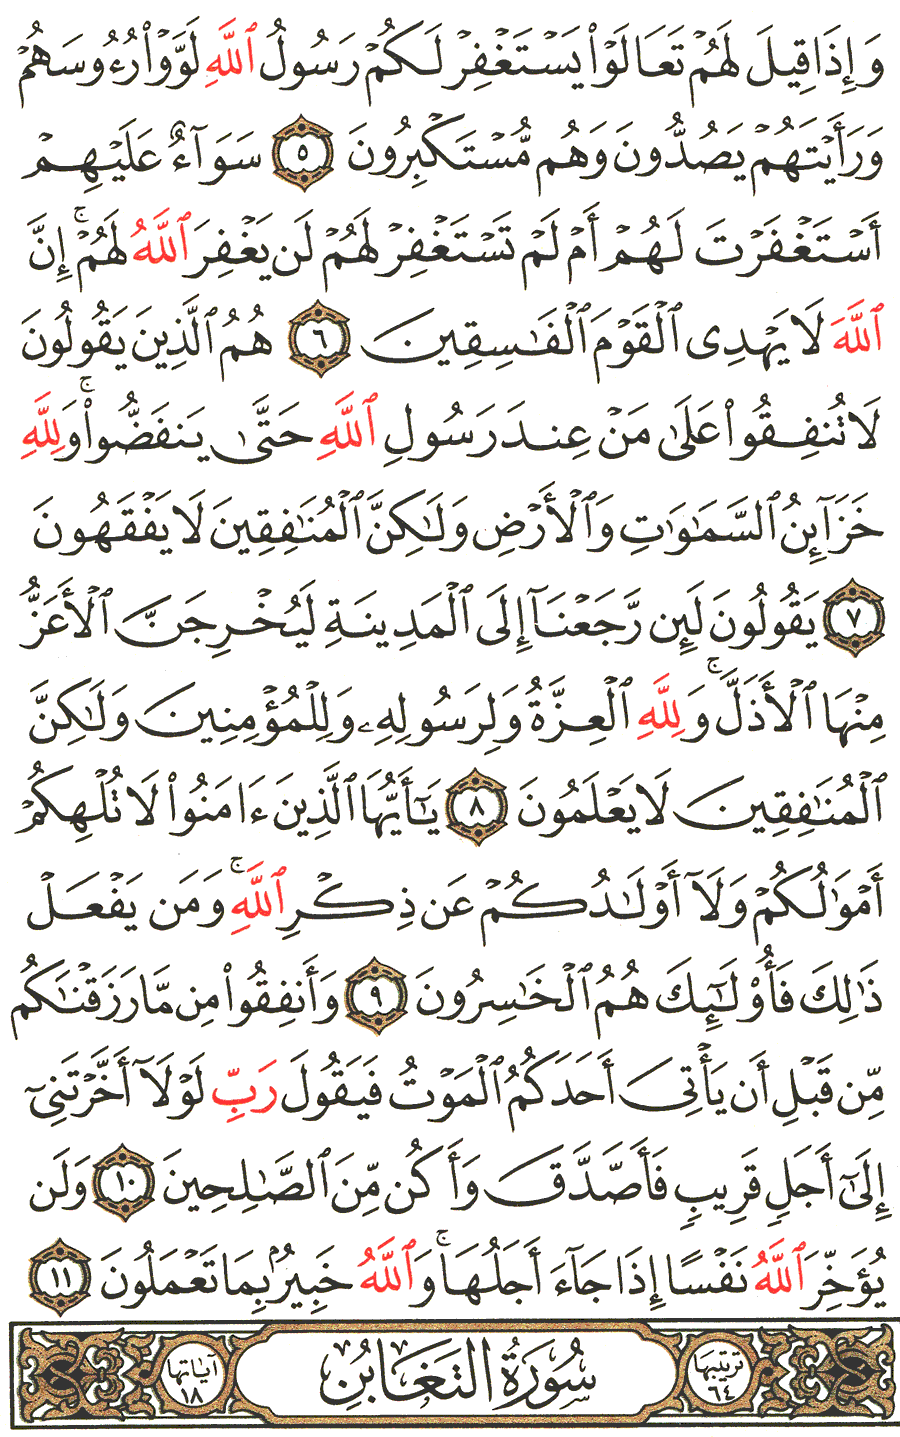 وَإِذَا قِيلَ لَهُمْ تَعَالَوْا۟ يَسْتَغْفِرْ لَكُمْ رَسُولُ ٱللَّهِ لَوَّوْا۟ رُءُوسَهُمْ
وَرَأَيْتَهُمْ يَصُدُّونَ وَهُم مُّسْتَكْبِرُونَ ٥ سَوَآءٌ عَلَيْهِمْ
أَسْتَغْفَرْتَ لَهُمْ أَمْ لَمْ تَسْتَغْفِرْ لَهُمْ لَن يَغْفِرَ ٱللَّهُ لَهُمْ ۚ إِنَّ
ٱللَّهَ لَا يَهْدِى ٱلْقَوْمَ ٱلْفَـٰسِقِينَ ٦ هُمُ ٱلَّذِينَ يَقُولُونَ
لَا تُنفِقُوا۟ عَلَىٰ مَنْ عِندَ رَسُولِ ٱللَّهِ حَتَّىٰ يَنفَضُّوا۟ ۗ وَلِلَّهِ
خَزَآئِنُ ٱلسَّمَـٰوَٰتِ وَٱلْأَرْضِ وَلَـٰكِنَّ ٱلْمُنَـٰفِقِينَ لَا يَفْقَهُونَ
٧ يَقُولُونَ لَئِن رَّجَعْنَآ إِلَى ٱلْمَدِينَةِ لَيُخْرِجَنَّ ٱلْأَعَزُّ
مِنْهَا ٱلْأَذَلَّ ۚ وَلِلَّهِ ٱلْعِزَّةُ وَلِرَسُولِهِۦ وَلِلْمُؤْمِنِينَ وَلَـٰكِنَّ
ٱلْمُنَـٰفِقِينَ لَا يَعْلَمُونَ ٨ يَـٰٓأَيُّهَا ٱلَّذِينَ ءَامَنُوا۟ لَا تُلْهِكُمْ
أَمْوَٰلُكُمْ وَلَآ أَوْلَـٰدُكُمْ عَن ذِكْرِ ٱللَّهِ ۚ وَمَن يَفْعَلْ
ذَٰلِكَ فَأُو۟لَـٰٓئِكَ هُمُ ٱلْخَـٰسِرُونَ ٩ وَأَنفِقُوا۟ مِن مَّا رَزَقْنَـٰكُم
مِّن قَبْلِ أَن يَأْتِىَ أَحَدَكُمُ ٱلْمَوْتُ فَيَقُولَ رَبِّ لَوْلَآ أَخَّرْتَنِىٓ
إِلَىٰٓ أَجَلٍ قَرِيبٍ فَأَصَّدَّقَ وَأَكُن مِّنَ ٱلصَّـٰلِحِينَ ١٠ وَلَن
يُؤَخِّرَ ٱللَّهُ نَفْسًا إِذَا جَآءَ أَجَلُهَا ۚ وَٱللَّهُ خَبِيرٌۢ بِمَا تَعْمَلُونَ ١١
ترتيبها ٦٤ سُورَةُ التَّغَابُنِ آياتها ١٨